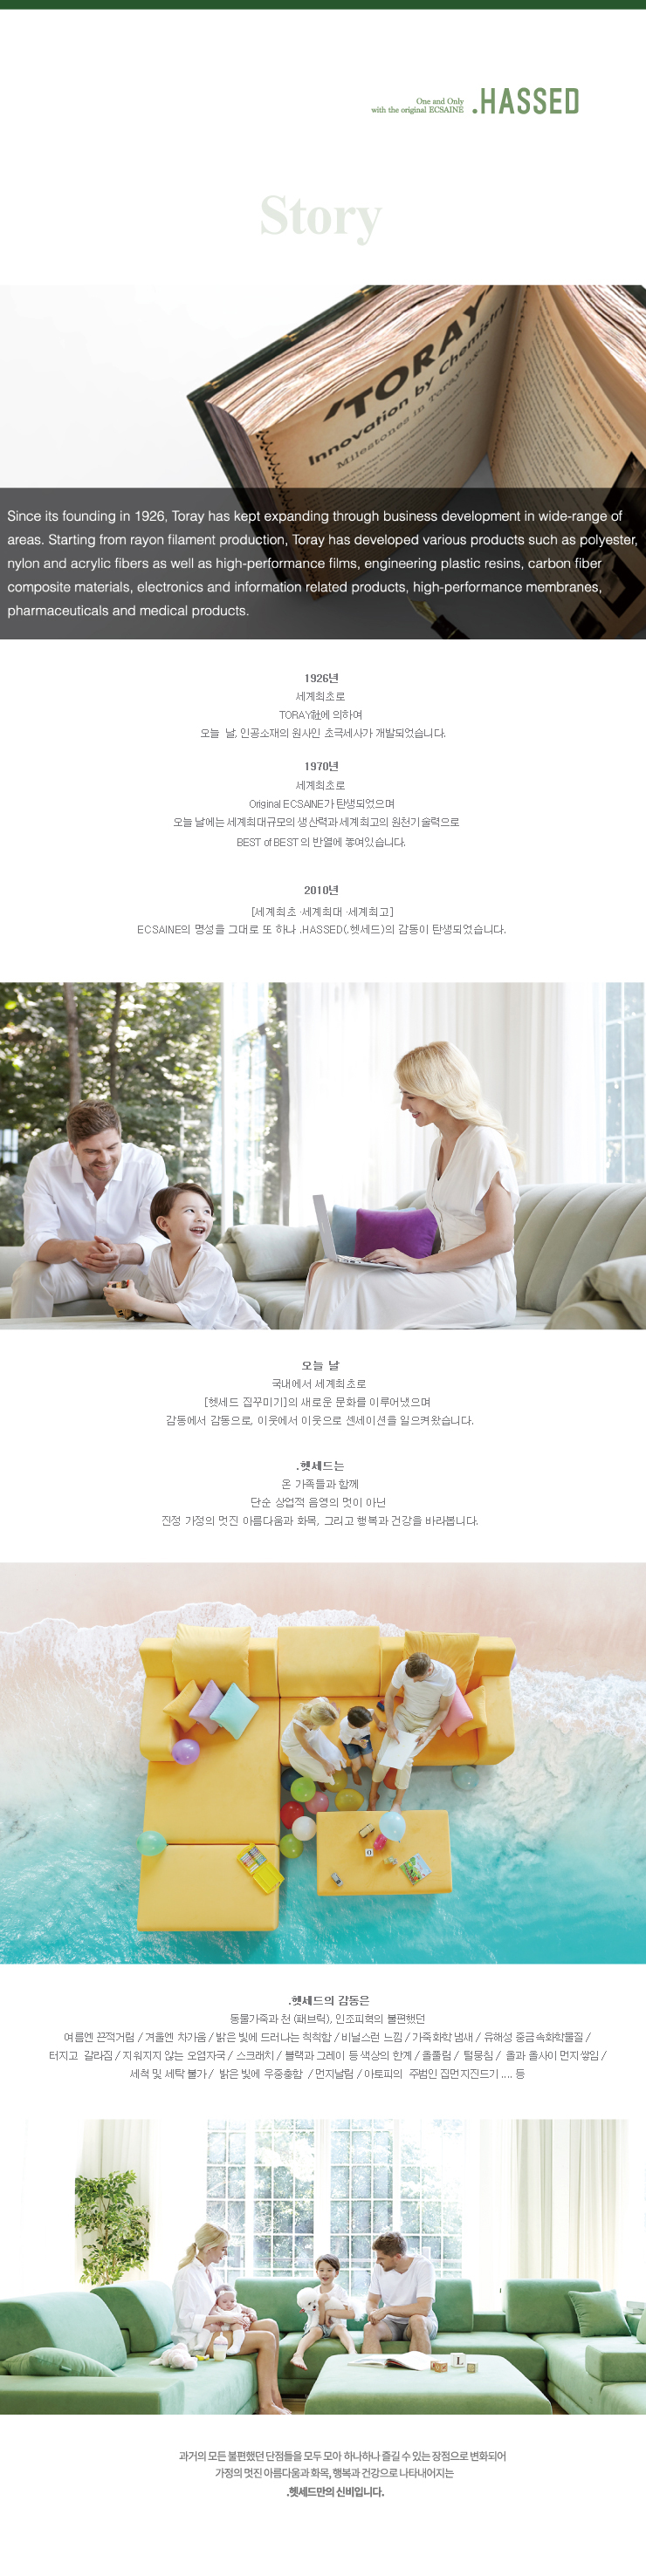 One and Only
with the original ECSAINE
.HASSED
Story
'TORAY
Innovation by Chemistry
Milestones in Toray R&D
Since its founding in 1926, Toray has kept expanding through business development in wide-range of
areas. Starting from rayon filament production, Toray has developed various products such as polyester,
nylon and acrylic fibers as well as high-performance films, engineering plastic resins, carbon fiber
composite materials, electronics and information related products, high-performance membranes,
pharmaceuticals and medical products.
1926년
세계최초로
TORAY社에 의하여
오늘 날, 인공소재의 원사인 초극세사가 개발되었습니다.
1970년
세계최초로
Original ECSAINE가 탄생되었으며
오늘 날에는 세계최대규모의 생산력과 세계최고의 원천기술력으로
BEST of BEST 의 반열에 놓여있습니다.
2010년
[세계최초·세계최대·세계최고]
ECSAINE의 명성을 그대로 또 하나 .HASSED(.헷세드)의 감동이 탄생되었습니다.
오늘 날
국내에서 세계최초로
[헷세드 집꾸미기]의 새로운 문화를 이루어냈으며
감동에서 감동으로, 이웃에서 이웃으로 센세이션을 일으켜왔습니다.
.헷세드는
온 가족들과 함께
단순 상업적 음영의 멋이 아닌
진정 가정의 멋진 아름다움과 화목, 그리고 행복과 건강을 바라봅니다.
.헷세드의 감동은
동물가죽과 천 (패브릭), 인조피혁의 불편했던
여름엔 끈적거림 / 겨울엔 차가움 / 밝은 빛에 드러나는 칙칙함 / 비닐스런 느낌 / 가죽화학 냄새 / 유해성 중금속화학물질 /
터지고 갈라짐 / 지워지지 않는 오염자국 / 스크래치 / 블랙과 그레이 등 색상의 한계 / 올풀림 / 털뭉침 / 올과 올사이 먼지쌓임 /
세척 및 세탁 불가 / 밝은 빛에 우중충함 / 먼지날림 / 아토피의 주범인 집먼지진드기 .... 등
과거의 모든 불편했던 단점들을 모두 모아 하나하나 즐길 수 있는 장점으로 변화되어
가정의 멋진 아름다움과 화목, 행복과 건강으로 나타내어지는
.헷세드만의 신비입니다.